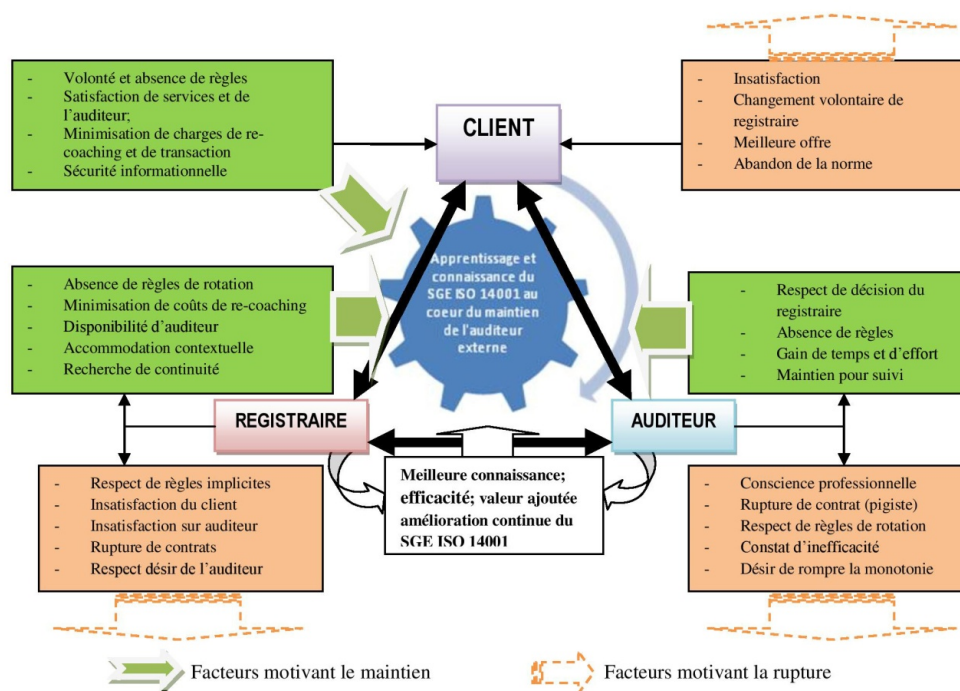 - Volonté et absence de règles
- Satisfaction de services et de
l'auditeur;
- Minimisation de charges de re-
coaching et de transaction
- Sécurité informationnelle
CLIENT
- Insatisfaction
- Changement volontaire de
registraire
- Meilleure offre
- Abandon de la norme
Apprentissage et
connaissance du
SGE ISO 14001 au
coeur du maintien
de l'auditeur
externe
- Absence de règles de rotation
- Minimisation de coûts de re-coaching
- Disponibilité d'auditeur
- Accommodation contextuelle
- Recherche de continuité
- Respect de décision du
registraire
- Absence de règles
- Gain de temps et d'effort
- Maintien pour suivi
REGISTRAIRE
AUDITEUR
Meilleure connaissance;
efficacité; valeur ajoutée
amélioration continue du
SGE ISO 14001
- Respect de règles implicites
- Insatisfaction du client
- Insatisfaction sur auditeur
- Rupture de contrats
- Respect désir de l'auditeur
- Conscience professionnelle
- Rupture de contrat (pigiste)
- Respect de règles de rotation
- Constat d'inefficacité
- Désir de rompre la monotonie
Facteurs motivant le maintien
Facteurs motivant la rupture